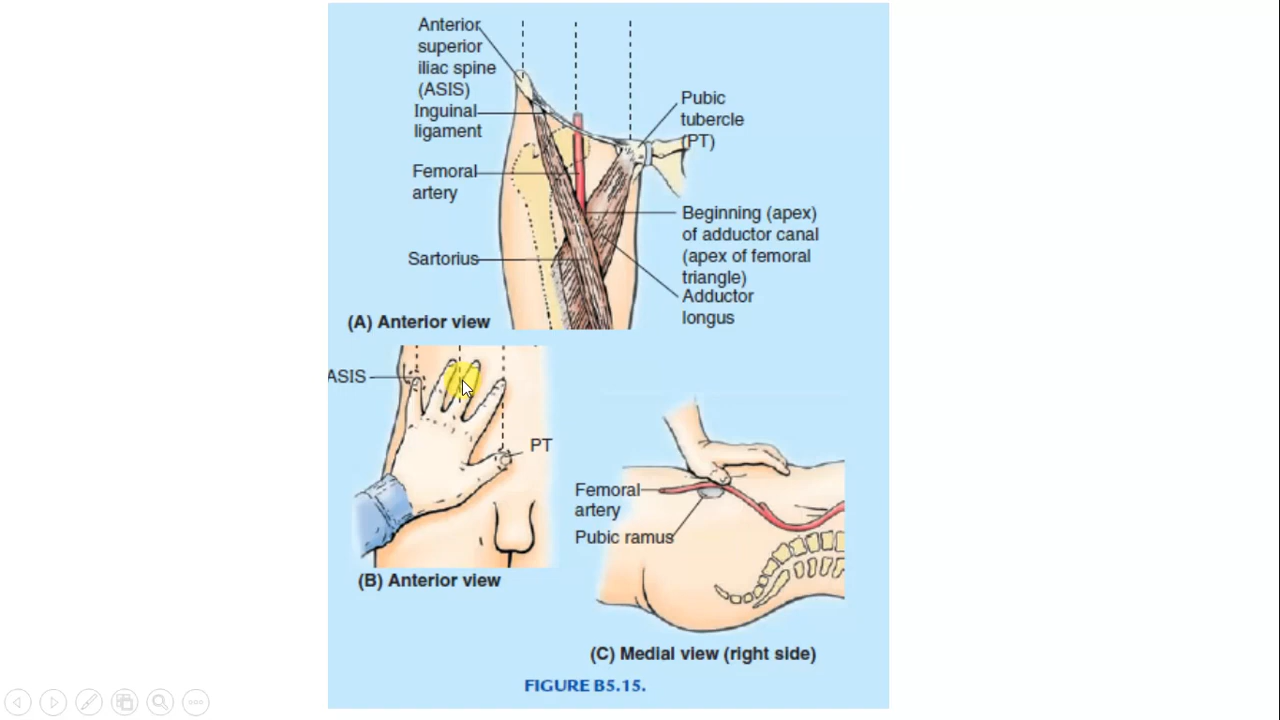 Anterior
superior
iliac spine
(ASIS)
Inguinal
ligament
Femoral
artery
Sartorius
Pubic
tubercle
(PT)
Beginning (apex)
of adductor canal
(apex of femoral
triangle)
Adductor
longus
(A) Anterior view
ASIS
PT
(B) Anterior view
Femoral
artery
Pubic ramus
(C) Medial view (right side)
FIGURE B5.15.